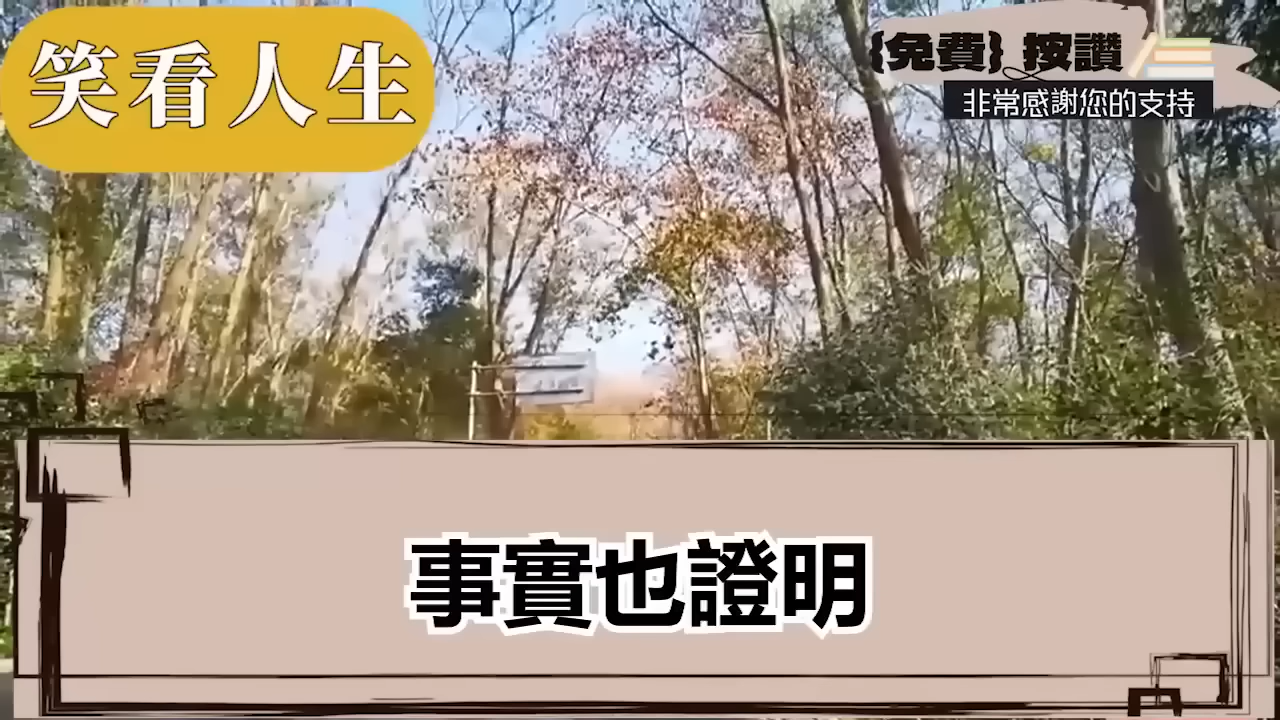 笑看人生
{免費} 按讚
非常感謝您的支持
事實也證明